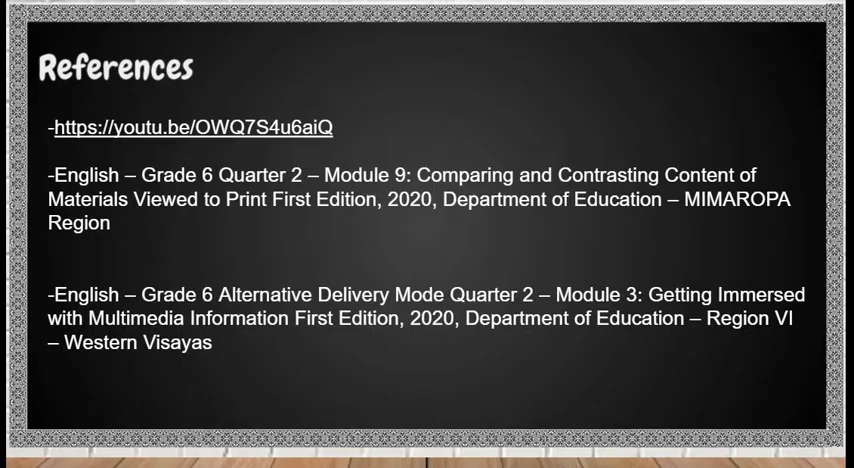 References
-https://youtu.be/OWQ7S4u6aiQ
-English – Grade 6 Quarter 2 – Module 9: Comparing and Contrasting Content of
Materials Viewed to Print First Edition, 2020, Department of Education – MIMAROPA
Region
-English – Grade 6 Alternative Delivery Mode Quarter 2 – Module 3: Getting Immersed
with Multimedia Information First Edition, 2020, Department of Education – Region VI
– Western Visayas